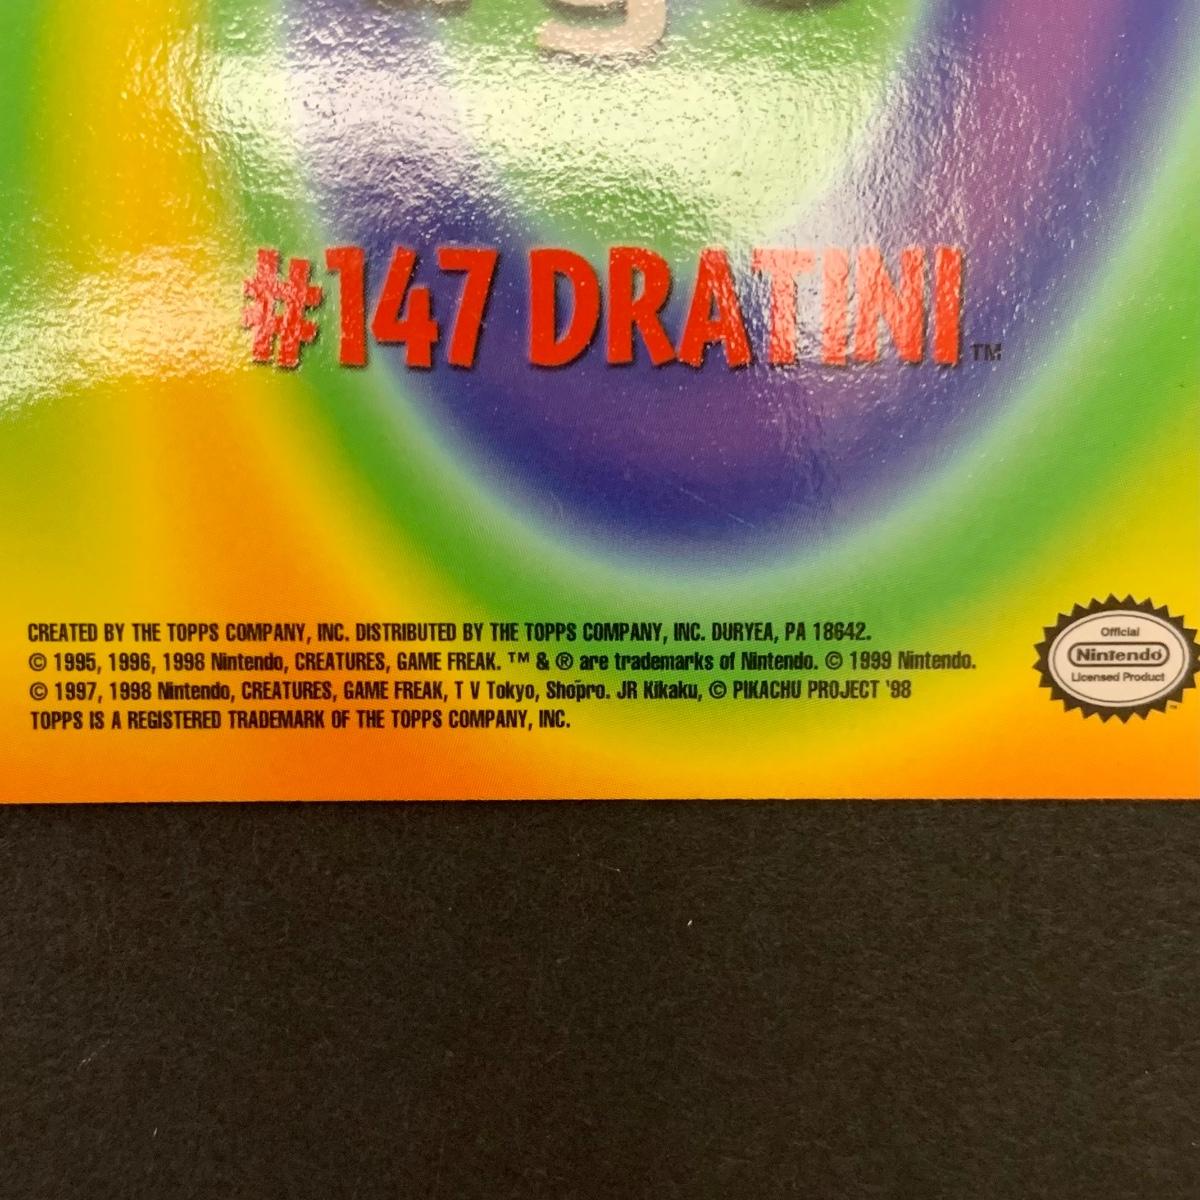 #147 DRATINI™
CREATED BY THE TOPPS COMPANY, INC. DISTRIBUTED BY THE TOPPS COMPANY, INC. DURYEA, PA 18642.
© 1995, 1996, 1998 Nintendo, CREATURES, GAME FREAK. ™ & ® are trademarks of Nintendo. © 1999 Nintendo.
© 1997, 1998 Nintendo, CREATURES, GAME FREAK, T V Tokyo, Shōpro. JR Kikaku, © PIKACHU PROJECT '98
TOPPS IS A REGISTERED TRADEMARK OF THE TOPPS COMPANY, INC.
Official
Nintendo®
Licensed Product
™